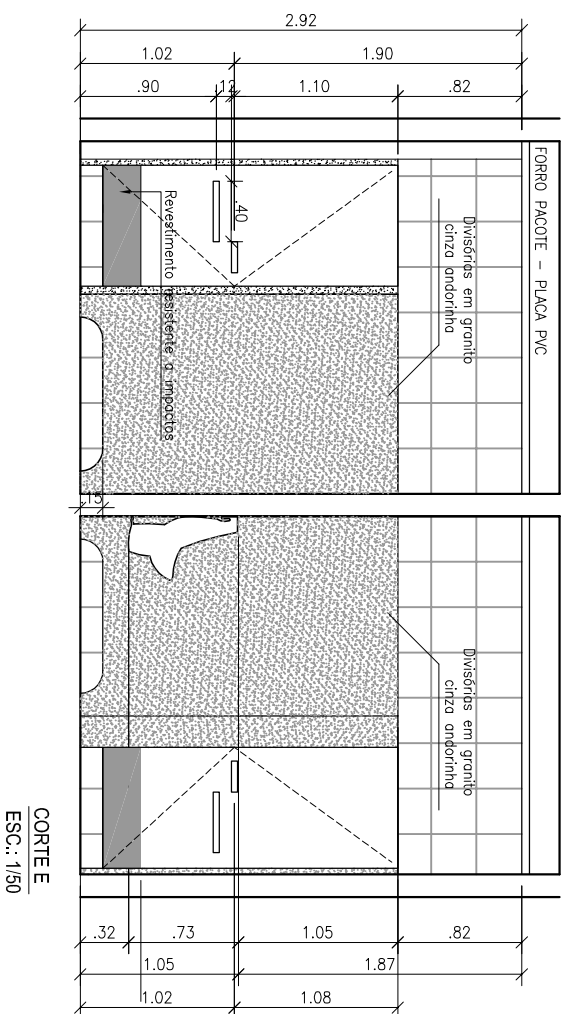 2.92
1.02
1.90
.90
.12
1.10
.82
FORRO PACOTE - PLACA PVC
Divisórias em granito
cinza andorinha
.40
Revestimento resistente a impactos
.15
Divisórias em granito
cinza andorinha
.32
.73
1.05
.82
1.05
1.87
1.02
1.08
CORTE E
ESC.: 1/50